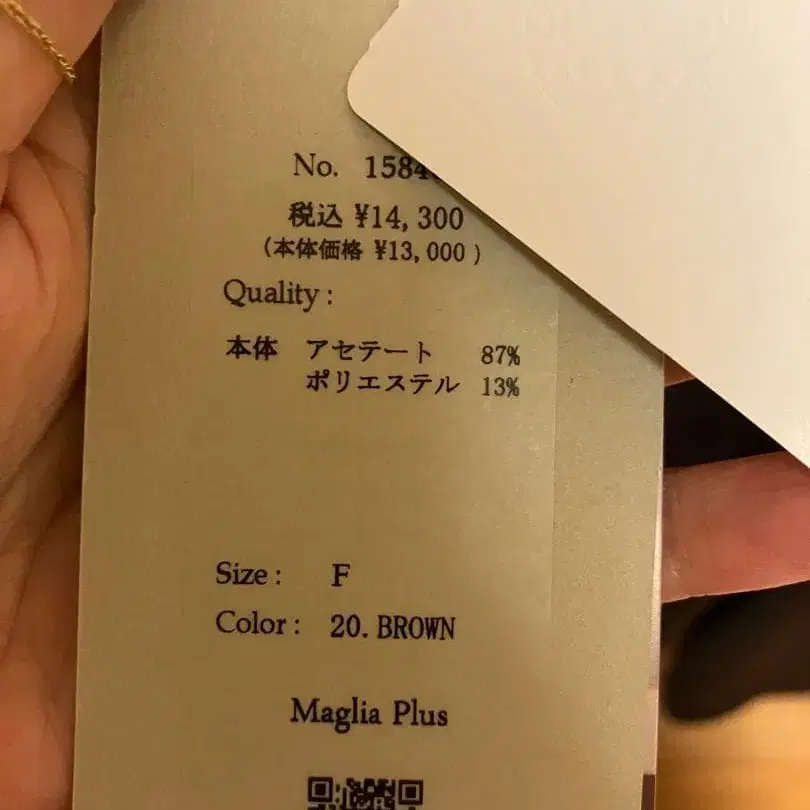 No. 1584
税込 ¥14,300
(本体価格 ¥13,000 )
Quality :
本体 アセテート 87%
ポリエステル 13%
Size : F
Color : 20. BROWN
Maglia Plus